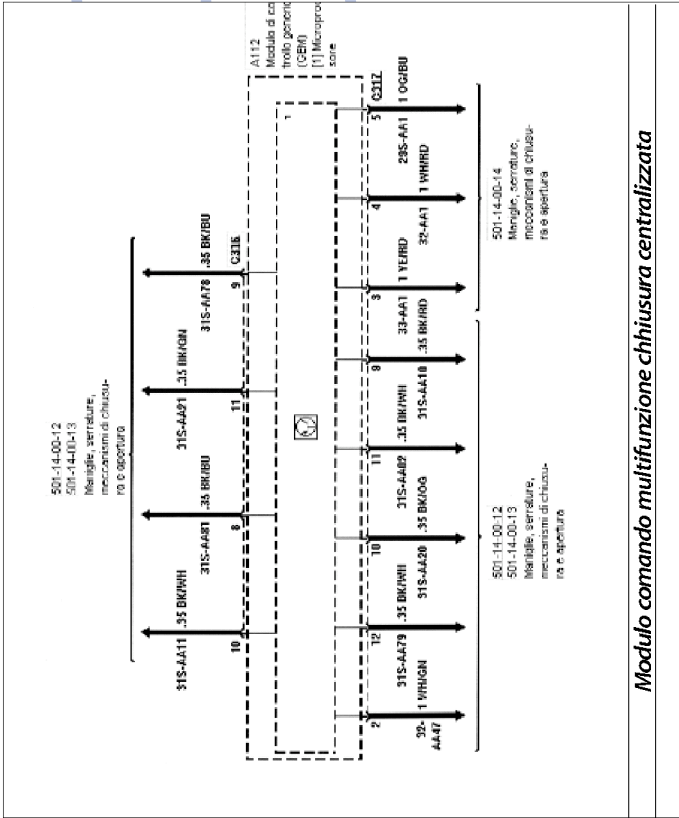 501-14-00-12
501-14-00-13
Maniglie, serrature,
meccanismi di chiusu-
ra e apertura
A112
Modulo di co
trollo generic
(GEM)
[1] Micropro
sore
31S-AA11 .35 BK/WH
10
31S-AA81 .35 BK/BU
8
31S-AA21 .35 BK/GN
11
31S-AA78 .35 BK/BU
9 C316
1
2
32-
AA47
1 WH/GN
12
31S-AA79 .35 BK/WH
10
31S-AA20 .35 BK/OG
11
31S-AA82 .35 BK/WH
31S-AA18 .35 BK/RD
3
33-AA1 1 YE/RD
4
32-AA1 1 WH/RD
5 C317
29S-AA1 1 OG/BU
501-14-00-12
501-14-00-13
Maniglie, serrature,
meccanismi di chiusu-
ra e apertura
501-14-00-14
Maniglie, serrature,
meccanismi di chiusu-
ra e apertura
Modulo comando multifunzione chhiusura centralizzata